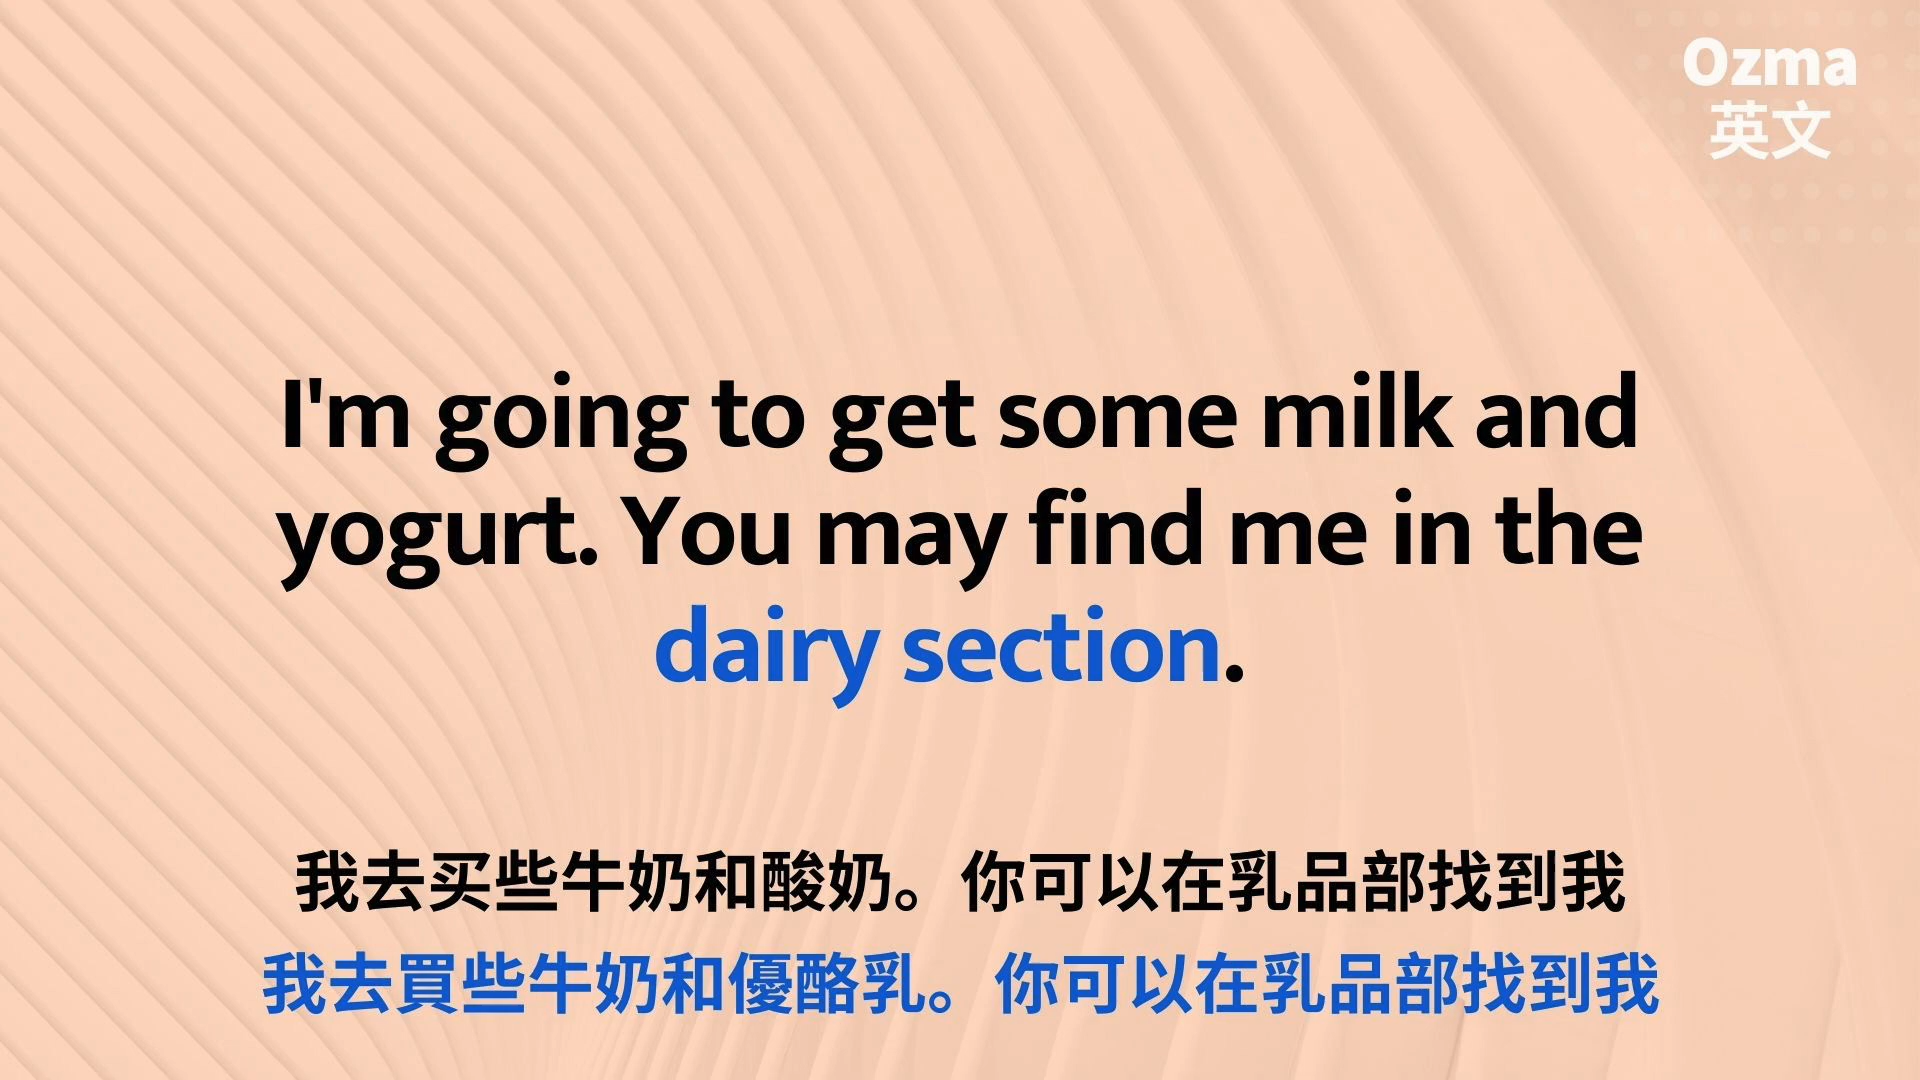 Ozma
英文
I'm going to get some milk and
yogurt. You may find me in the
dairy section.
我去买些牛奶和酸奶。你可以在乳品部找到我
我去買些牛奶和優酪乳。你可以在乳品部找到我